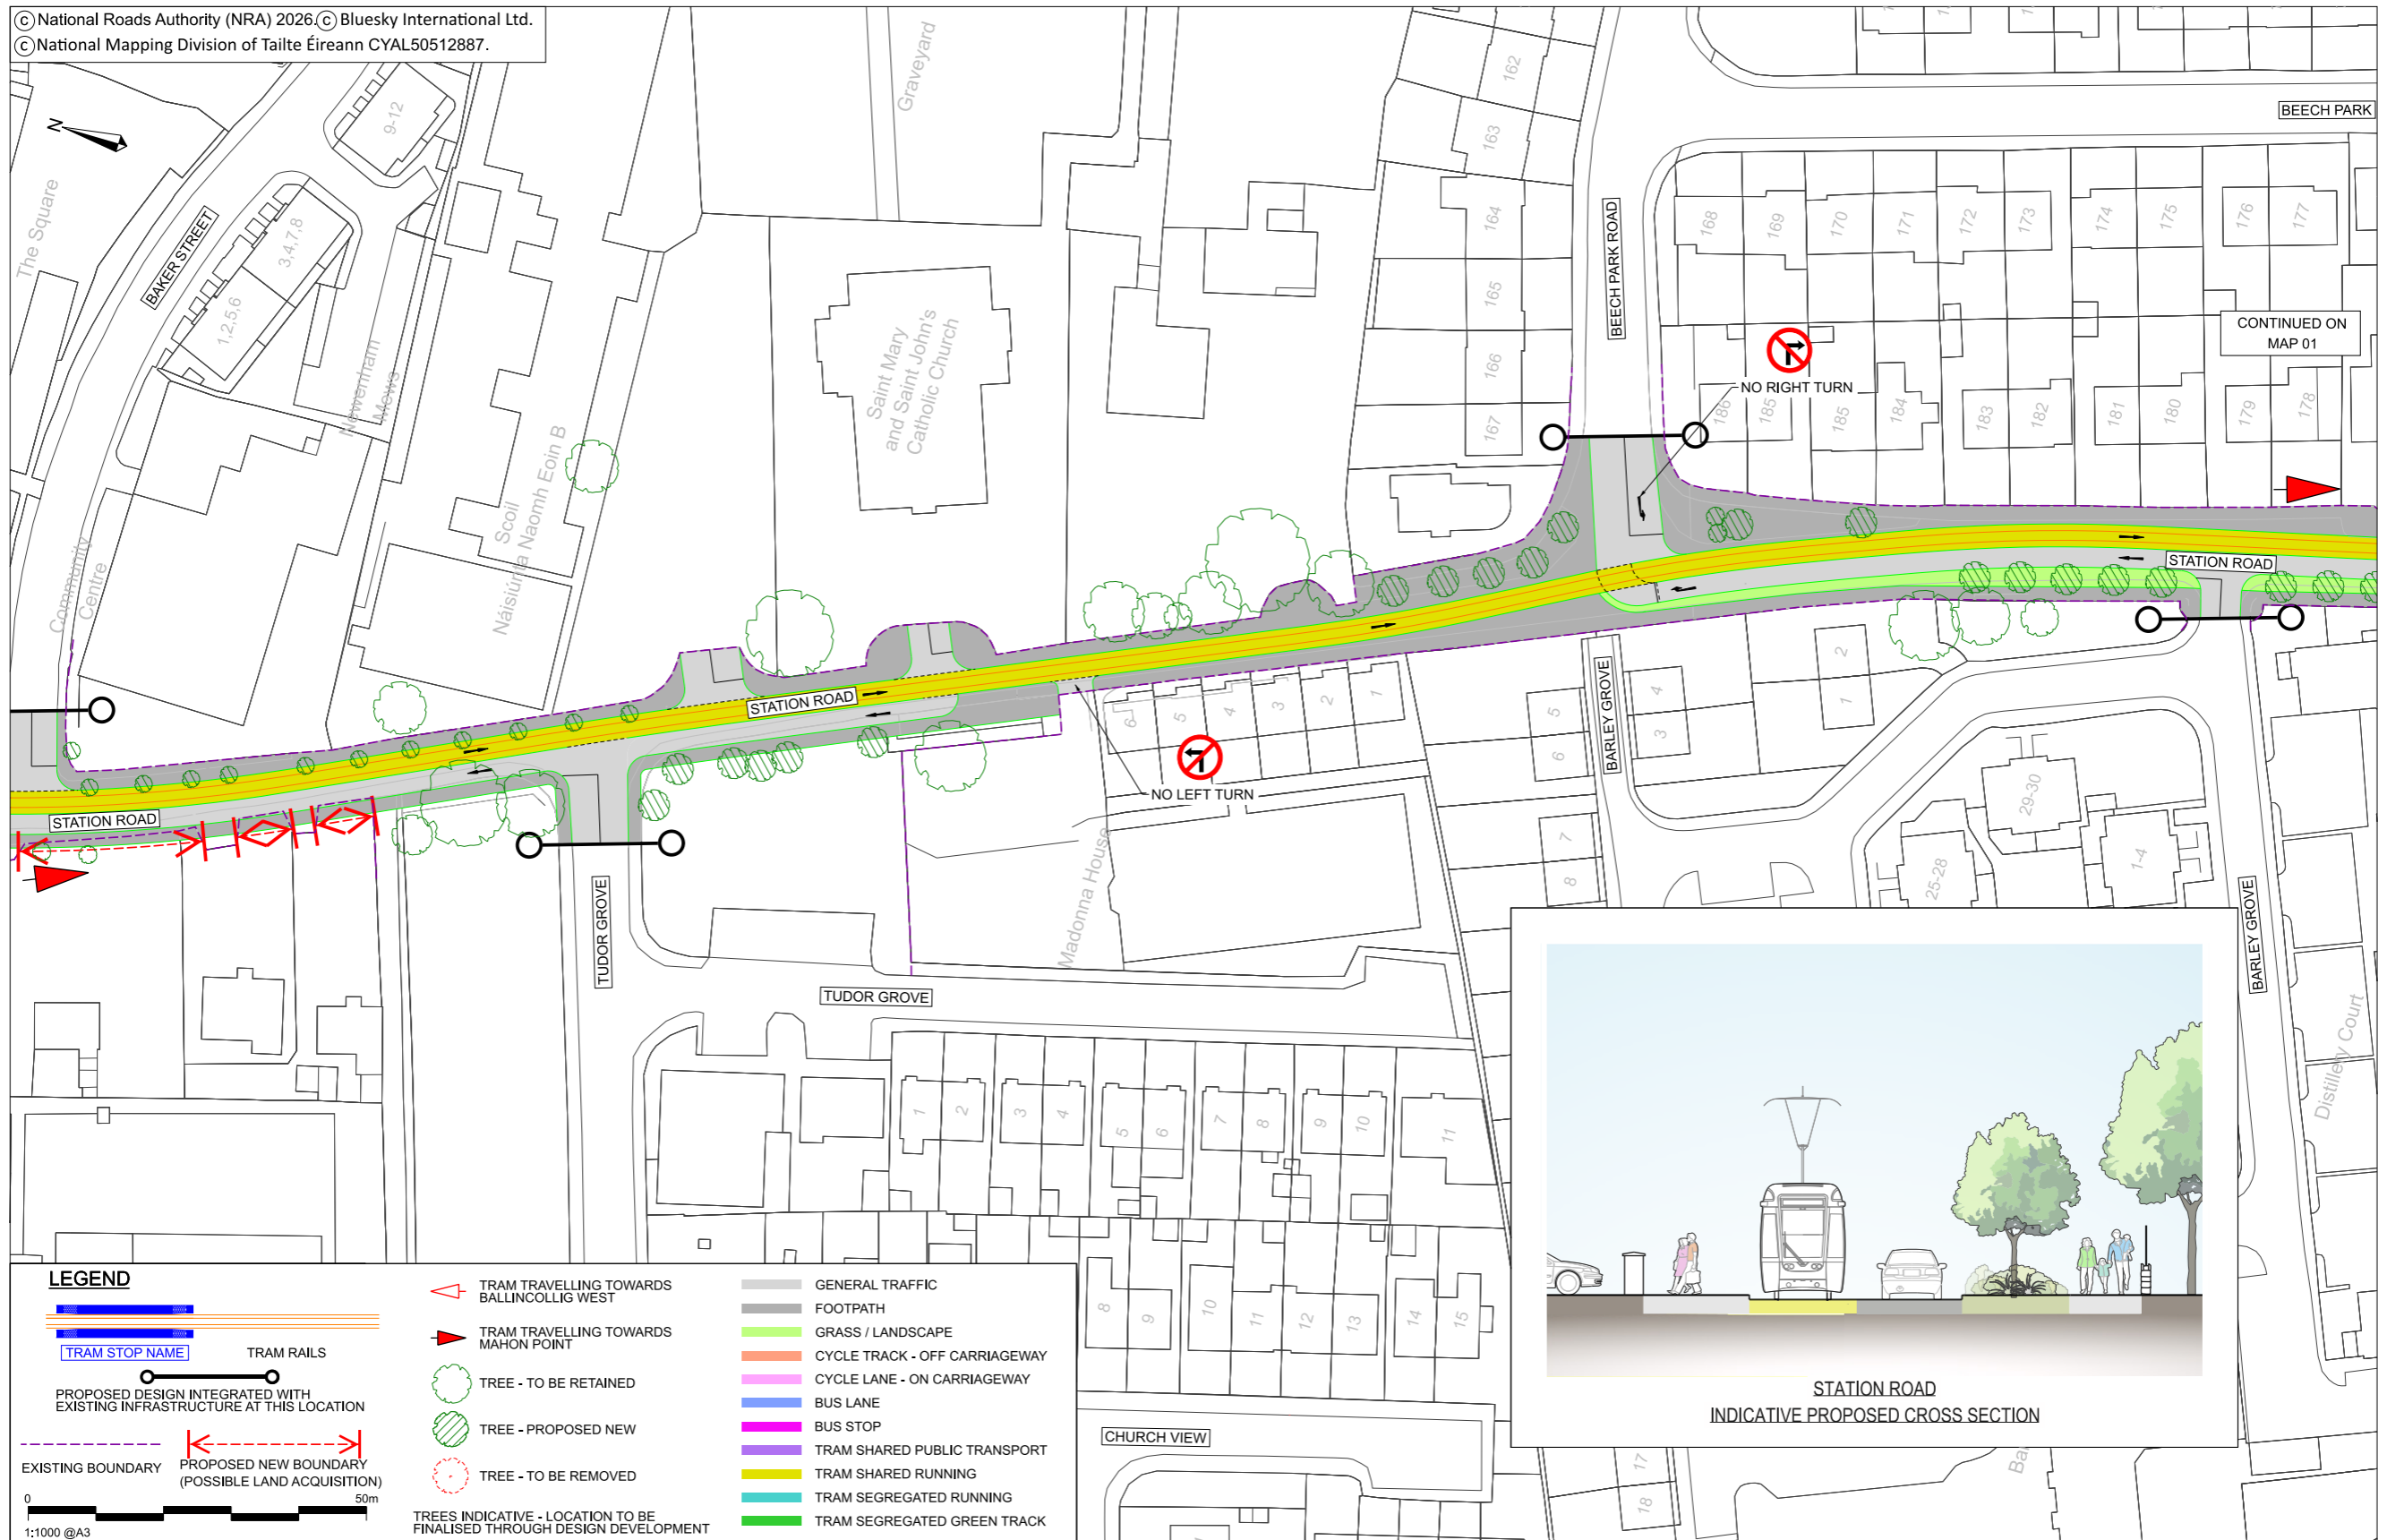 © National Roads Authority (NRA) 2026. © Bluesky International Ltd.
© National Mapping Division of Tailte Éireann CYAL50512887.
N
The Square
BAKER STREET
9-12
3,4,7,8
1,2,5,6
Newenham
Mews
Community
Centre
Scoil
Náisiúnta Naomh Eoin B
Graveyard
Saint Mary
and Saint John's
Catholic Church
162
163
164
165
166
167
BEECH PARK ROAD
BEECH PARK
168
169
170
171
172
173
174
175
176
177
CONTINUED ON
MAP 01
NO RIGHT TURN
186
185
185
184
183
182
181
180
179
178
STATION ROAD
STATION ROAD
STATION ROAD
NO LEFT TURN
6
5
4
3
2
1
5
6
7
8
BARLEY GROVE
4
3
2
1
29-30
25-28
1-4
BARLEY GROVE
Distillery Court
Madonna House
TUDOR GROVE
TUDOR GROVE
1
2
3
4
5
6
7
8
9
10
11
8
9
10
11
12
13
14
15
CHURCH VIEW
17
18
Ba
STATION ROAD
INDICATIVE PROPOSED CROSS SECTION
LEGEND
TRAM STOP NAME
TRAM RAILS
PROPOSED DESIGN INTEGRATED WITH
EXISTING INFRASTRUCTURE AT THIS LOCATION
EXISTING BOUNDARY
PROPOSED NEW BOUNDARY
(POSSIBLE LAND ACQUISITION)
0
50m
1:1000 @A3
TRAM TRAVELLING TOWARDS
BALLINCOLLIG WEST
TRAM TRAVELLING TOWARDS
MAHON POINT
TREE - TO BE RETAINED
TREE - PROPOSED NEW
TREE - TO BE REMOVED
TREES INDICATIVE - LOCATION TO BE
FINALISED THROUGH DESIGN DEVELOPMENT
GENERAL TRAFFIC
FOOTPATH
GRASS / LANDSCAPE
CYCLE TRACK - OFF CARRIAGEWAY
CYCLE LANE - ON CARRIAGEWAY
BUS LANE
BUS STOP
TRAM SHARED PUBLIC TRANSPORT
TRAM SHARED RUNNING
TRAM SEGREGATED RUNNING
TRAM SEGREGATED GREEN TRACK